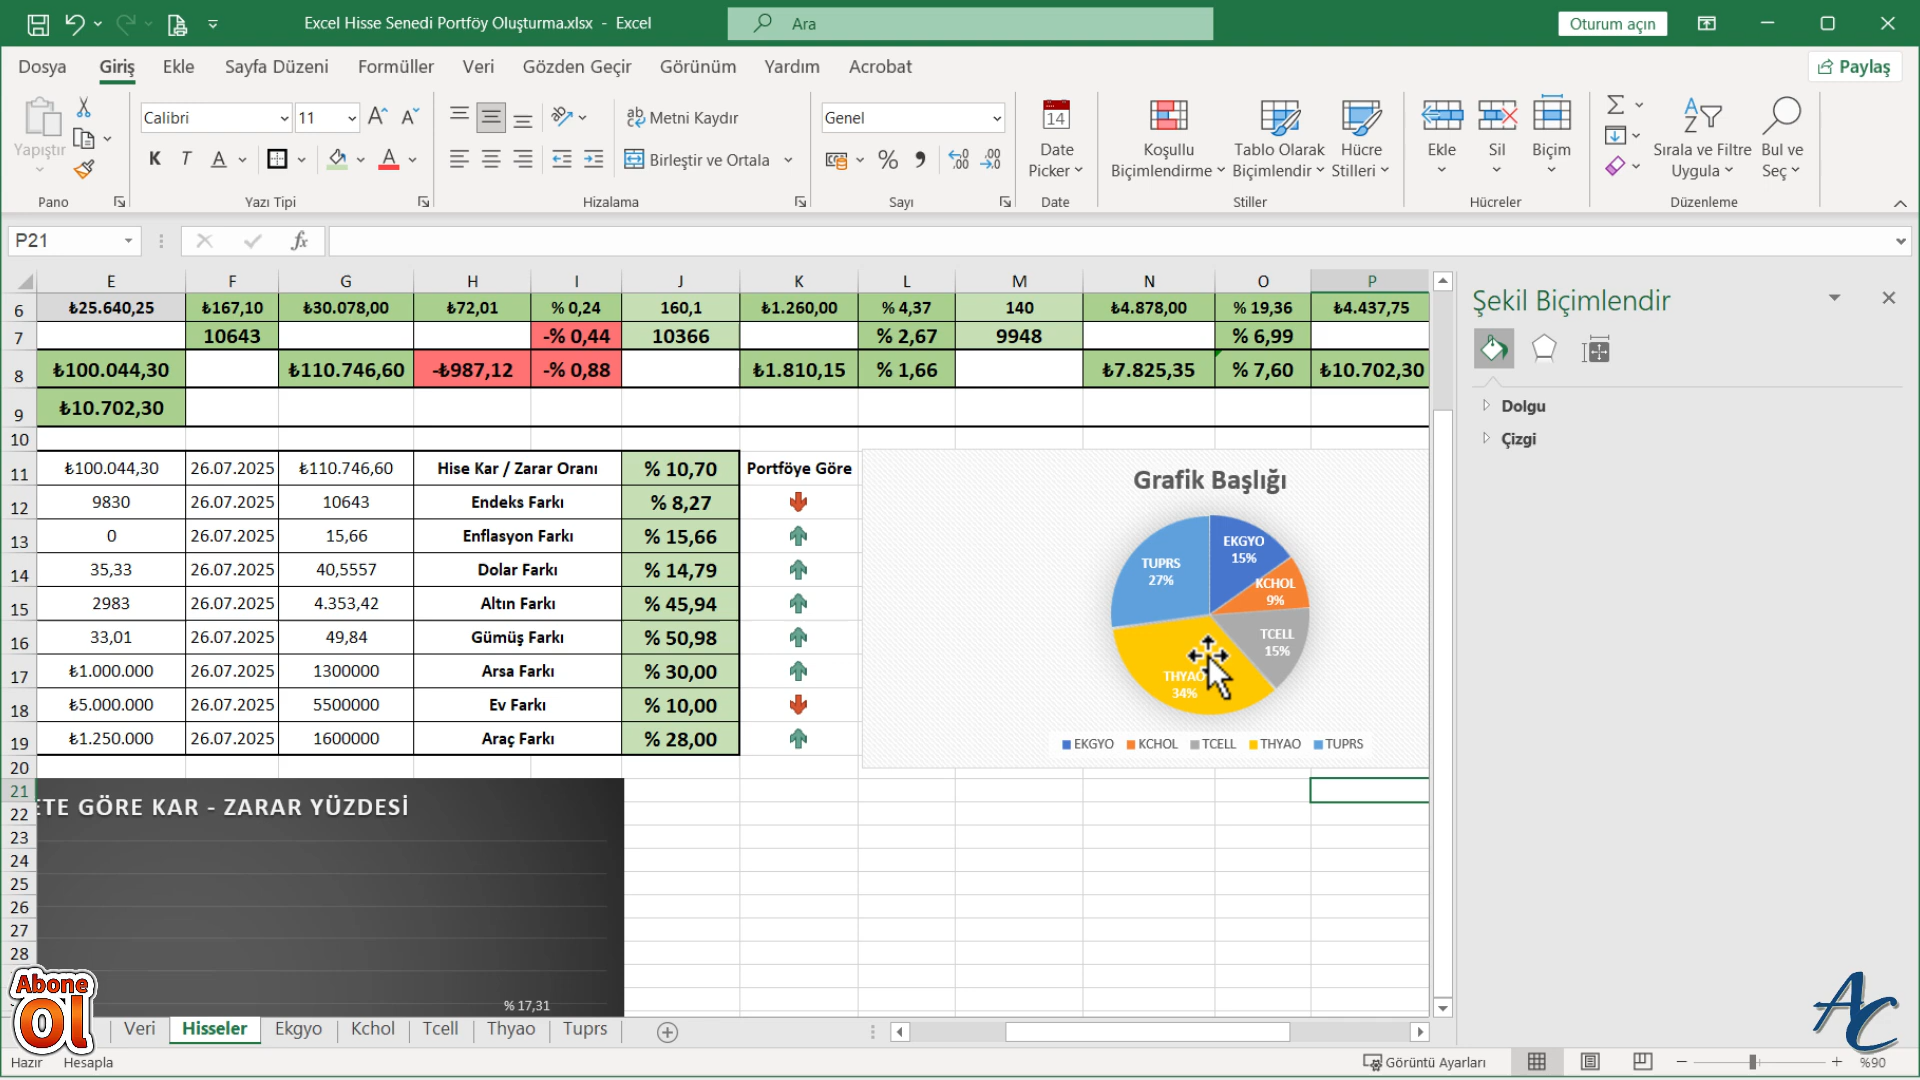 Excel Hisse Senedi Portföy Oluşturma.xlsx - Excel
Ara
Oturum açın
Dosya Giriş Ekle Sayfa Düzeni Formüller Veri Gözden Geçir Görünüm Yardım Acrobat Paylaş
Yapıştır
Pano
Calibri 11
K T A A
Yazı Tipi
Metni Kaydır
Birleştir ve Ortala
Hizalama
Genel
% 
Sayı
14
Date Picker
Date
Koşullu Biçimlendirme
Tablo Olarak Biçimlendir
Hücre Stilleri
Stiller
Ekle Sil Biçim
Hücreler
Sırala ve Filtre Uygula
Bul ve Seç
Düzenleme
P21 fx
E F G H I J K L M N O P
6 ₺25.640,25 ₺167,10 ₺30.078,00 ₺72,01 % 0,24 160,1 ₺1.260,00 % 4,37 140 ₺4.878,00 % 19,36 ₺4.437,75
7 10643 -% 0,44 10366 % 2,67 9948 % 6,99
8 ₺100.044,30 ₺110.746,60 -₺987,12 -% 0,88 ₺1.810,15 % 1,66 ₺7.825,35 % 7,60 ₺10.702,30
9 ₺10.702,30
10
11 ₺100.044,30 26.07.2025 ₺110.746,60 Hise Kar / Zarar Oranı % 10,70 Portföye Göre
12 9830 26.07.2025 10643 Endeks Farkı % 8,27
13 0 26.07.2025 15,66 Enflasyon Farkı % 15,66
14 35,33 26.07.2025 40,5557 Dolar Farkı % 14,79
15 2983 26.07.2025 4.353,42 Altın Farkı % 45,94
16 33,01 26.07.2025 49,84 Gümüş Farkı % 50,98
17 ₺1.000.000 26.07.2025 1300000 Arsa Farkı % 30,00
18 ₺5.000.000 26.07.2025 5500000 Ev Farkı % 10,00
19 ₺1.250.000 26.07.2025 1600000 Araç Farkı % 28,00
20
21
22
23
24
25
26
27
28
Grafik Başlığı
EKGYO
15%
KCHOL
9%
TCELL
15%
THYAO
34%
TUPRS
27%
EKGYO KCHOL TCELL THYAO TUPRS
ETE GÖRE KAR - ZARAR YÜZDESİ
% 17,31
Şekil Biçimlendir
Dolgu
Çizgi
Abone
Ol
AC
Veri Hisseler Ekgyo Kchol Tcell Thyao Tuprs
Hazır Hesapla Görüntü Ayarları %90